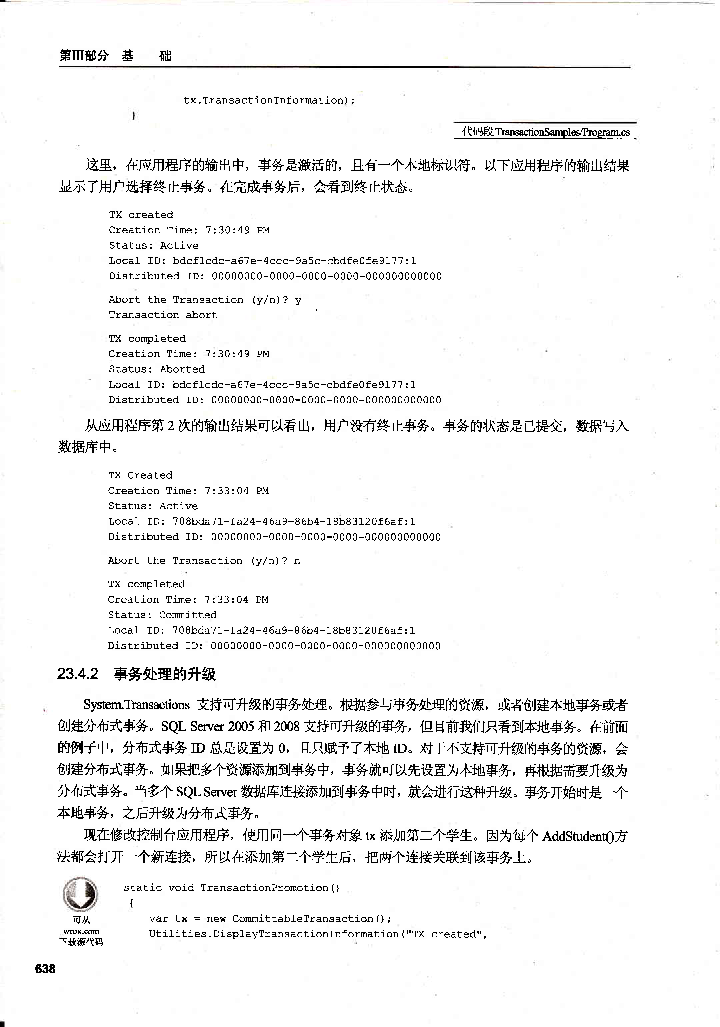 第III部分 基 础
tx.TransactionInformation);
}
代码段 TransactionSamples/Program.cs
这里,在应用程序的输出中,事务是激活的,且有一个本地标识符。以下应用程序的输出结果
显示了用户选择终止事务。在完成事务后,会看到终止状态。
TX created
Creation Time: 7:30:49 PM
Status: Active
Local ID: bdcf1cdc-a67e-4ccc-9a5c-cbdfe0fe9177:1
Distributed ID: 00000000-0000-0000-0000-000000000000
Abort the Transaction (y/n)? y
Transaction abort
TX completed
Creation Time: 7:30:49 PM
Status: Aborted
Local ID: bdcf1cdc-a67e-4ccc-9a5c-cbdfe0fe9177:1
Distributed ID: 00000000-0000-0000-0000-000000000000
从应用程序第 2 次的输出结果可以看出,用户没有终止事务。事务的状态是已提交,数据写入
数据库中。
TX Created
Creation Time: 7:33:04 PM
Status: Active
Local ID: 708bda71-fa24-46a9-86b4-18b83120f6af:1
Distributed ID: 00000000-0000-0000-0000-000000000000
Abort the Transaction (y/n)? n
TX completed
Creation Time: 7:33:04 PM
Status: Committed
Local ID: 708bda71-fa24-46a9-86b4-18b83120f6af:1
Distributed ID: 00000000-0000-0000-0000-000000000000
23.4.2 事务处理的升级
System.Transactions 支持可升级的事务处理。根据参与事务处理的资源,或者创建本地事务或者
创建分布式事务。SQL Server 2005 和 2008 支持可升级的事务,但目前我们只看到本地事务。在前面
的例子中,分布式事务 ID 总是设置为 0,且只赋予了本地 ID。对于不支持可升级的事务的资源,会
创建分布式事务。如果把多个资源添加到事务中,事务就可以先设置为本地事务,再根据需要升级为
分布式事务。当多个 SQL Server 数据库连接添加到事务中时,就会进行这种升级。事务开始时是一个
本地事务,之后升级为分布式事务。
现在修改控制台应用程序,使用同一个事务对象 tx 添加第二个学生。因为每个 AddStudent()方
法都会打开一个新连接,所以在添加第二个学生后,把两个连接关联到该事务上。
static void TransactionPromotion()
{
var tx = new CommittableTransaction();
Utilities.DisplayTransactionInformation("TX created",
可从
wrox.com
下载源代码
638